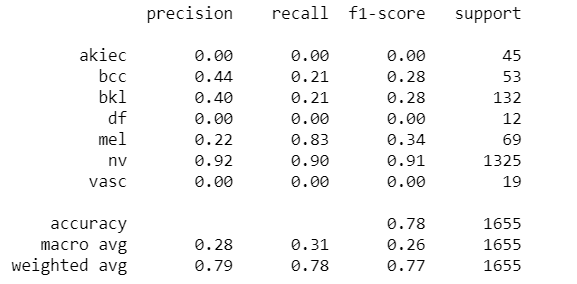 precision recall f1-score support
akiec 0.00 0.00 0.00 45
bcc 0.44 0.21 0.28 53
bkl 0.40 0.21 0.28 132
df 0.00 0.00 0.00 12
mel 0.22 0.83 0.34 69
nv 0.92 0.90 0.91 1325
vasc 0.00 0.00 0.00 19
accuracy 0.78 1655
macro avg 0.28 0.31 0.26 1655
weighted avg 0.79 0.78 0.77 1655